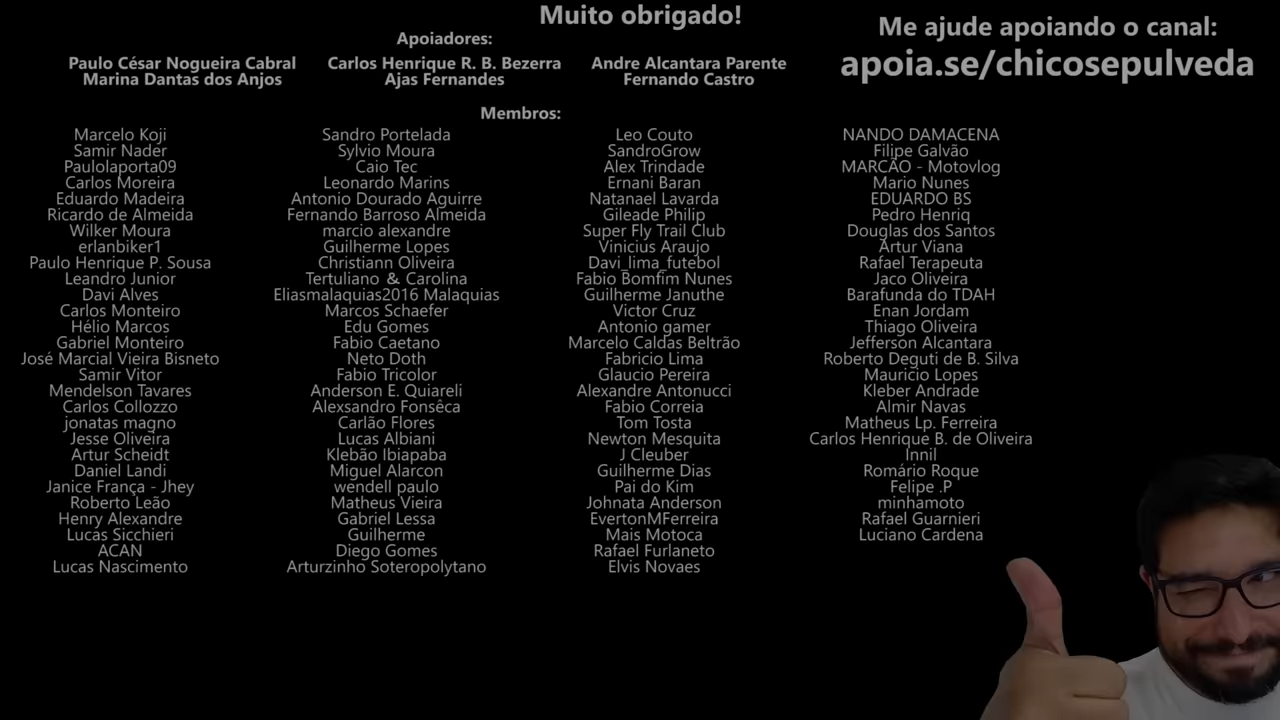 Muito obrigado!
Me ajude apoiando o canal:
apoia.se/chicosepulveda
Apoiadores:
Paulo César Nogueira Cabral
Marina Dantas dos Anjos
Carlos Henrique R. B. Bezerra
Ajas Fernandes
Andre Alcantara Parente
Fernando Castro
Membros:
Marcelo Koji
Samir Nader
Paulolaporta09
Carlos Moreira
Eduardo Madeira
Ricardo de Almeida
Wilker Moura
erlanbiker1
Paulo Henrique P. Sousa
Leandro Junior
Davi Alves
Carlos Monteiro
Hélio Marcos
Gabriel Monteiro
José Marcial Vieira Bisneto
Samir Vitor
Mendelson Tavares
Carlos Collozzo
jonatas magno
Jesse Oliveira
Artur Scheidt
Daniel Landi
Janice França - Jhey
Roberto Leão
Henry Alexandre
Lucas Sicchieri
ACAN
Lucas Nascimento
Sandro Portelada
Sylvio Moura
Caio Tec
Leonardo Marins
Antonio Dourado Aguirre
Fernando Barroso Almeida
marcio alexandre
Guilherme Lopes
Christiann Oliveira
Tertuliano & Carolina
Eliasmalaquias2016 Malaquias
Marcos Schaefer
Edu Gomes
Fabio Caetano
Neto Doth
Fabio Tricolor
Anderson E. Quiareli
Alexsandro Fonsêca
Carlão Flores
Lucas Albiani
Klebão Ibiapaba
Miguel Alarcon
wendell paulo
Matheus Vieira
Gabriel Lessa
Guilherme
Diego Gomes
Arturzinho Soteropolytano
Leo Couto
SandroGrow
Alex Trindade
Ernani Baran
Natanael Lavarda
Gileade Philip
Super Fly Trail Club
Vinicius Araujo
Davi_lima_futebol
Fabio Bomfim Nunes
Guilherme Januthe
Victor Cruz
Antonio gamer
Marcelo Caldas Beltrão
Fabricio Lima
Glaucio Pereira
Alexandre Antonucci
Fabio Correia
Tom Tosta
Newton Mesquita
J Cleuber
Guilherme Dias
Pai do Kim
Johnata Anderson
EvertonMFerreira
Mais Motoca
Rafael Furlaneto
Elvis Novaes
NANDO DAMACENA
Filipe Galvão
MARCÃO - Motovlog
Mario Nunes
EDUARDO BS
Pedro Henriq
Douglas dos Santos
Artur Viana
Rafael Terapeuta
Jaco Oliveira
Barafunda do TDAH
Enan Jordam
Thiago Oliveira
Jefferson Alcantara
Roberto Deguti de B. Silva
Mauricio Lopes
Kleber Andrade
Almir Navas
Matheus Lp. Ferreira
Carlos Henrique B. de Oliveira
Innil
Romário Roque
Felipe .P
minhamoto
Rafael Guarnieri
Luciano Cardena